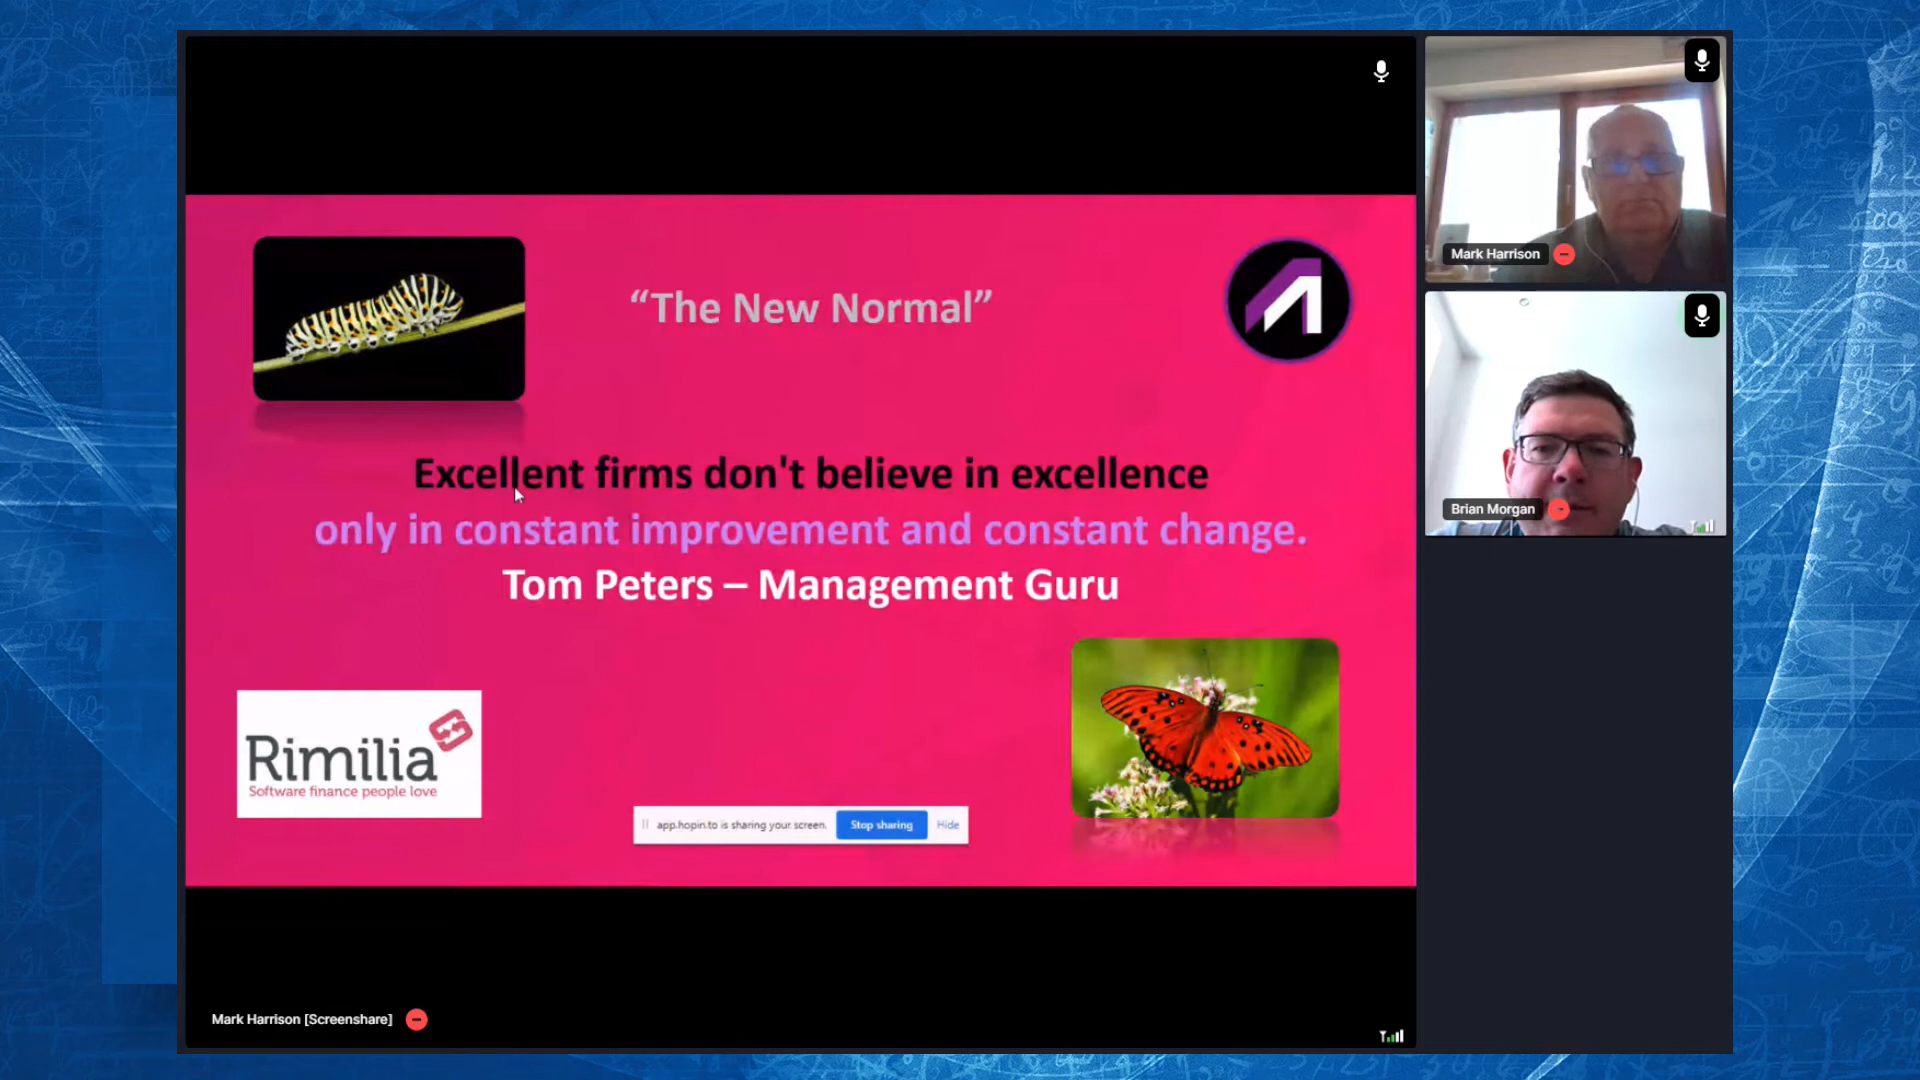 “The New Normal”
Excellent firms don't believe in excellence
only in constant improvement and constant change.
Tom Peters – Management Guru
Rimilia
Software finance people love
app.hopin.to is sharing your screen.
Stop sharing
Hide
Mark Harrison [Screenshare]
Mark Harrison
Brian Morgan